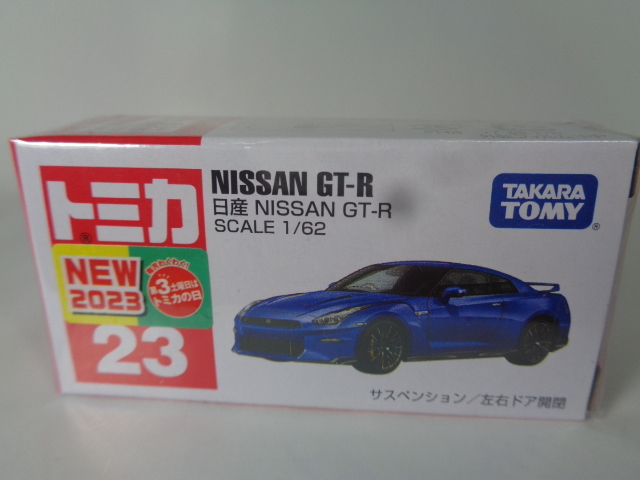 トミカ
®
NEW
2023
第3土曜日は
トミカの日
23
NISSAN GT-R
日産 NISSAN GT-R
SCALE 1/62
TAKARA
TOMY
®
サスペンション／左右ドア開閉